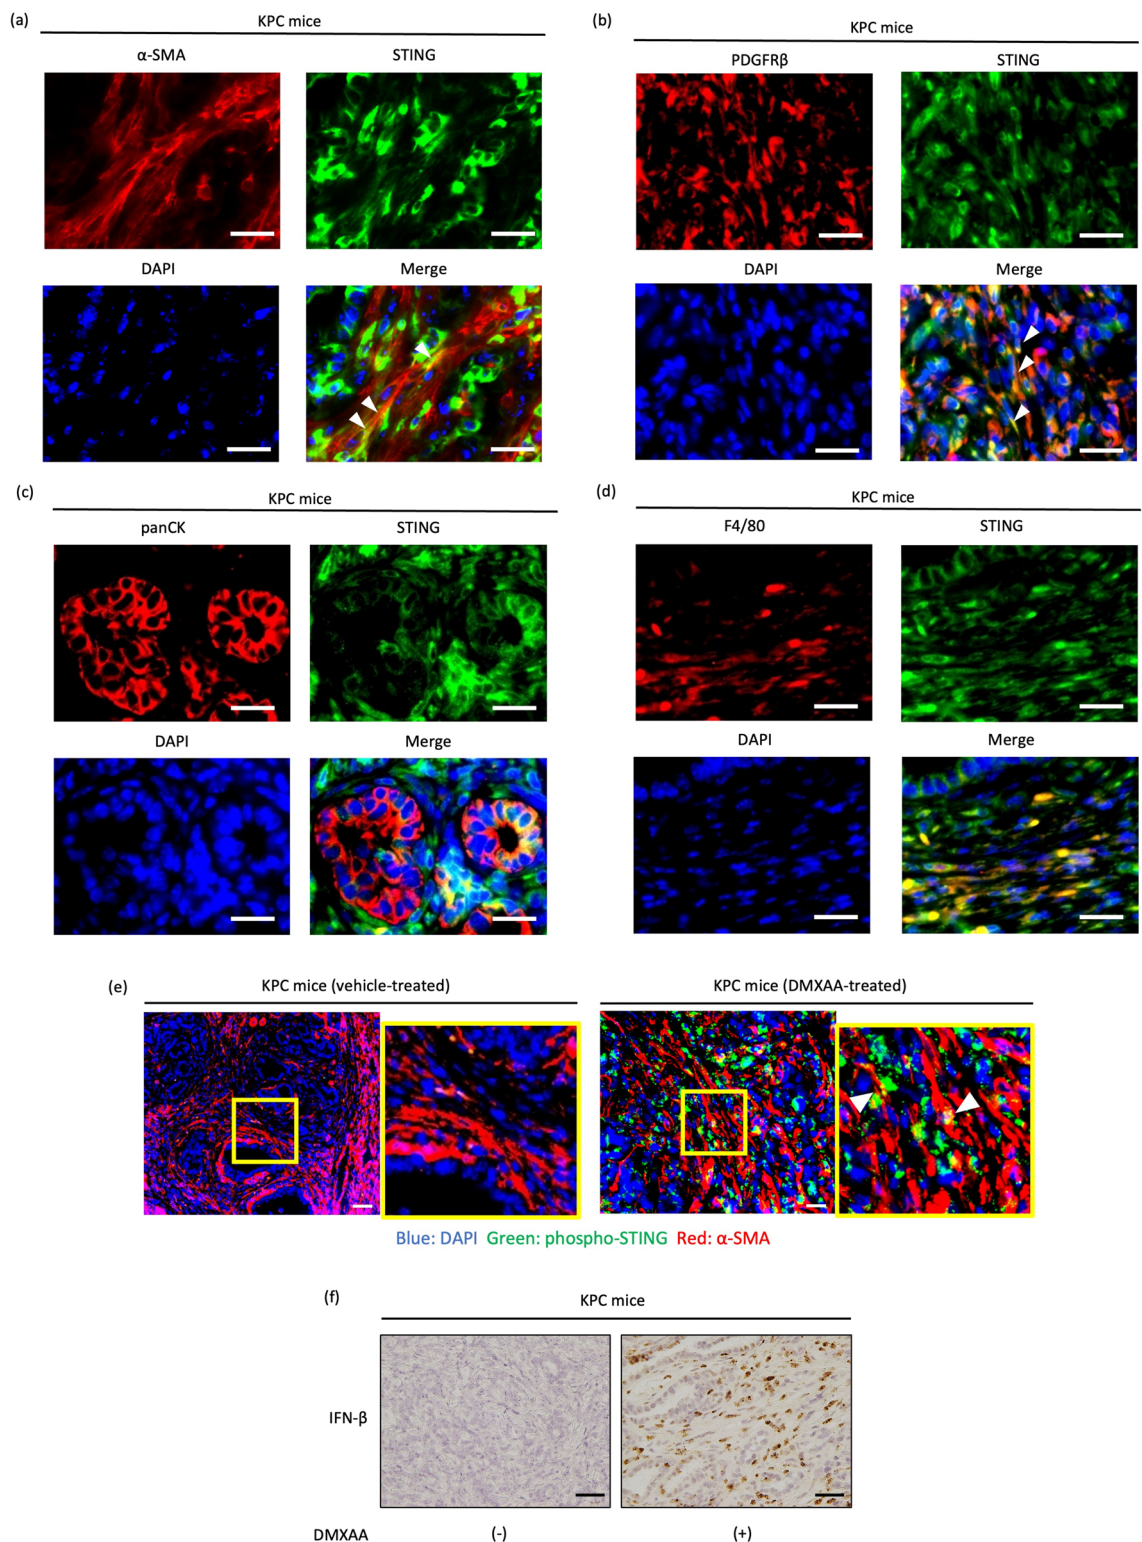 (a)
KPC mice
α-SMA STING
DAPI Merge
(b)
KPC mice
PDGFRβ STING
DAPI Merge
(c)
KPC mice
panCK STING
DAPI Merge
(d)
KPC mice
F4/80 STING
DAPI Merge
(e)
KPC mice (vehicle-treated) KPC mice (DMXAA-treated)
Blue: DAPI Green: phospho-STING Red: α-SMA
(f)
KPC mice
IFN-β
DMXAA (-) (+)